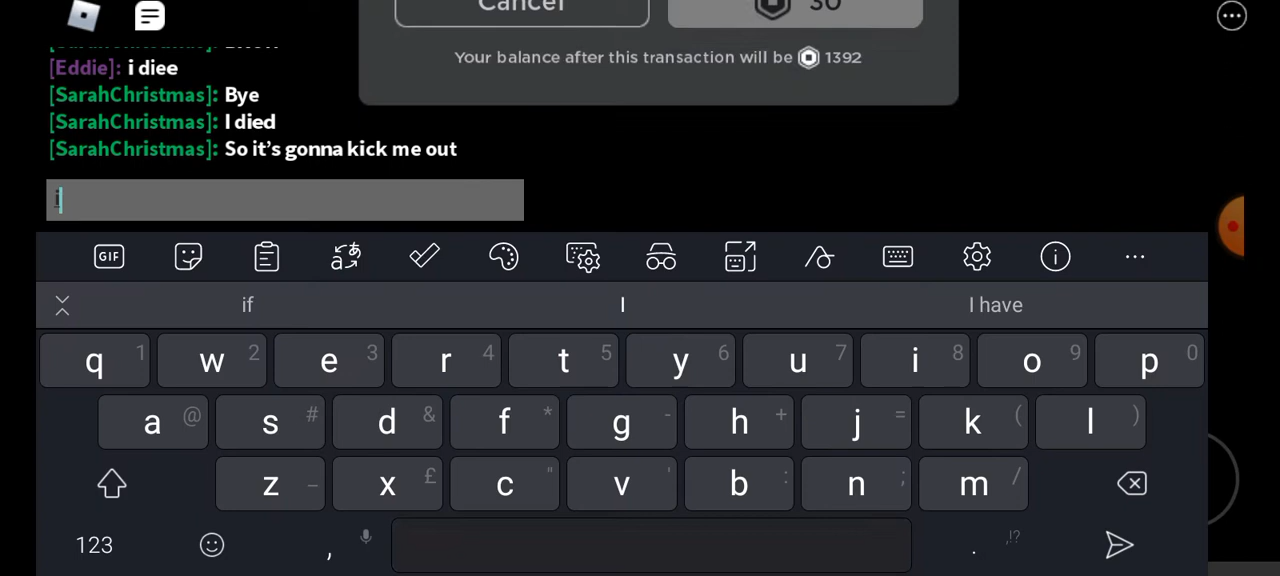 Cancel
30
Your balance after this transaction will be 1392
[Eddie]: i diee
[SarahChristmas]: Bye
[SarahChristmas]: I died
[SarahChristmas]: So it's gonna kick me out
i
GIF
if I I have
q 1 w 2 e 3 r 4 t 5 y 6 u 7 i 8 o 9 p 0
a @ s # d & f * g - h + j = k ( l )
z _ x £ c " v ' b : n ; m /
123 , . ,!?